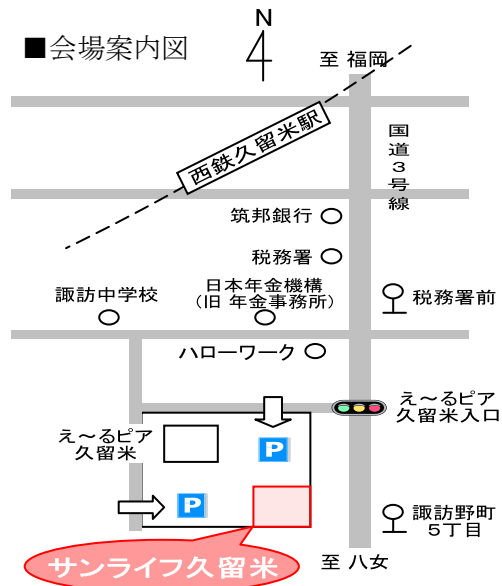 N
■会場案内図
至 福岡
西鉄久留米駅
国道3号線
筑邦銀行
税務署
日本年金機構
(旧 年金事務所)
諏訪中学校
税務署前
ハローワーク
え～るピア
久留米入口
え～るピア
久留米
P
P
諏訪野町
5丁目
サンライフ久留米
至 八女